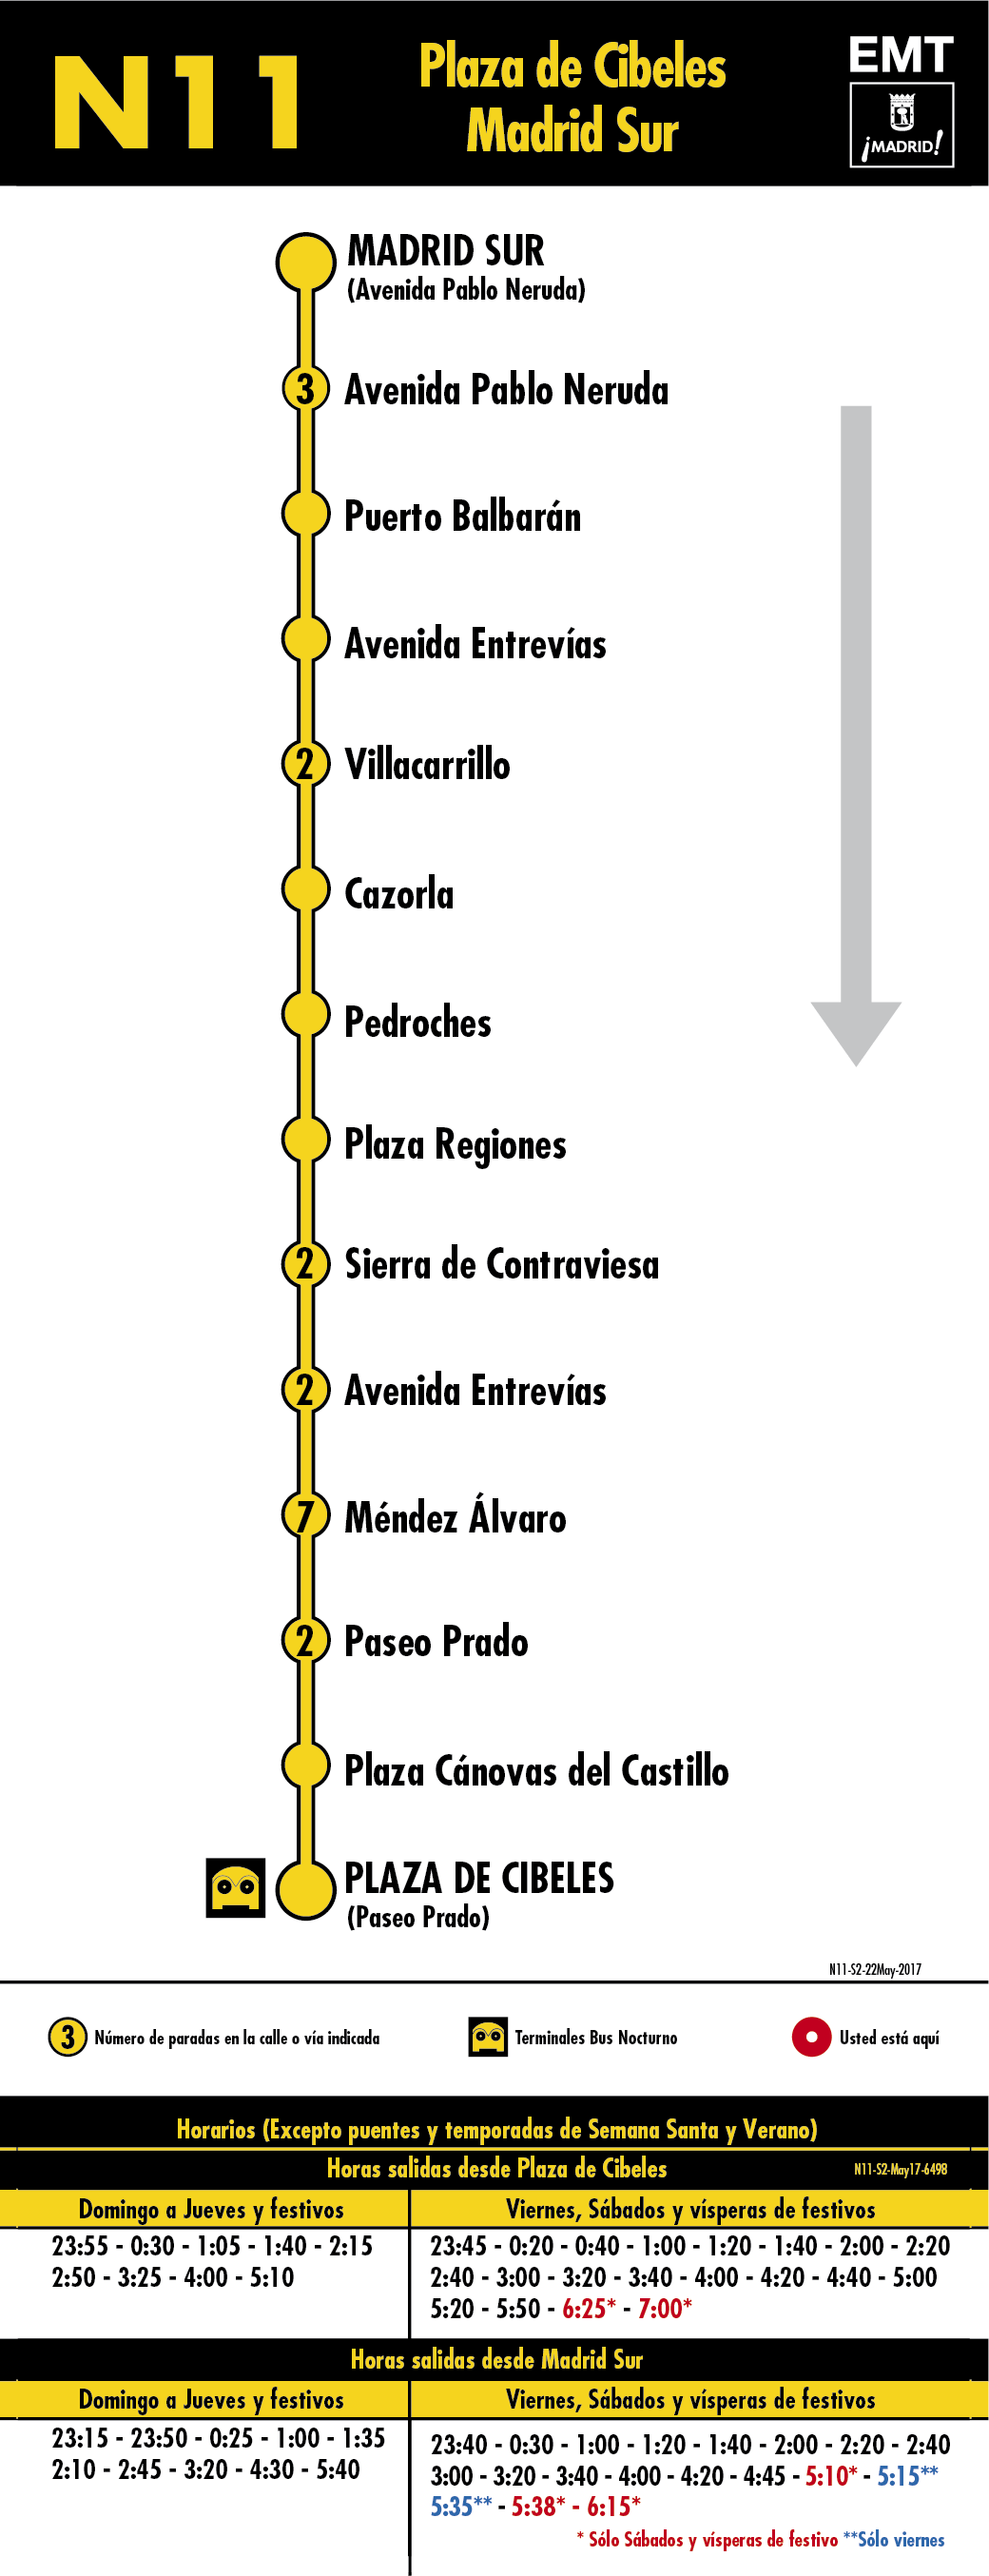 N11
Plaza de Cibeles
Madrid Sur
EMT
¡MADRID!
MADRID SUR
(Avenida Pablo Neruda)
3 Avenida Pablo Neruda
Puerto Balbarán
Avenida Entrevías
2 Villacarrillo
Cazorla
Pedroches
Plaza Regiones
2 Sierra de Contraviesa
2 Avenida Entrevías
7 Méndez Álvaro
2 Paseo Prado
Plaza Cánovas del Castillo
PLAZA DE CIBELES
(Paseo Prado)
N11-S2-22May-2017
3 Número de paradas en la calle o vía indicada
Terminales Bus Nocturno
Usted está aquí
Horarios (Excepto puentes y temporadas de Semana Santa y Verano)
Horas salidas desde Plaza de Cibeles
N11-S2-May17-6498
Domingo a Jueves y festivos
23:55 - 0:30 - 1:05 - 1:40 - 2:15
2:50 - 3:25 - 4:00 - 5:10
Viernes, Sábados y vísperas de festivos
23:45 - 0:20 - 0:40 - 1:00 - 1:20 - 1:40 - 2:00 - 2:20
2:40 - 3:00 - 3:20 - 3:40 - 4:00 - 4:20 - 4:40 - 5:00
5:20 - 5:50 - 6:25* - 7:00*
Horas salidas desde Madrid Sur
Domingo a Jueves y festivos
23:15 - 23:50 - 0:25 - 1:00 - 1:35
2:10 - 2:45 - 3:20 - 4:30 - 5:40
Viernes, Sábados y vísperas de festivos
23:40 - 0:30 - 1:00 - 1:20 - 1:40 - 2:00 - 2:20 - 2:40
3:00 - 3:20 - 3:40 - 4:00 - 4:20 - 4:45 - 5:10* - 5:15**
5:35** - 5:38* - 6:15*
* Sólo Sábados y vísperas de festivo **Sólo viernes